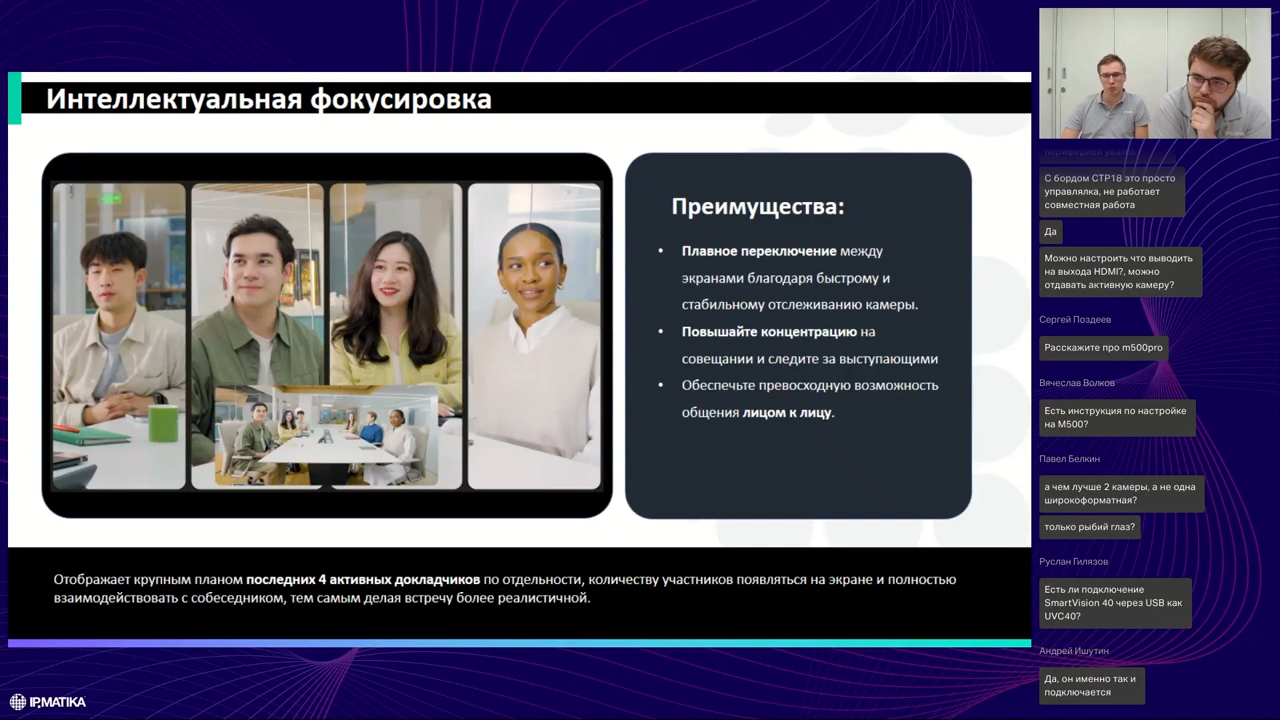 Интеллектуальная фокусировка
Преимущества:
• Плавное переключение между
экранами благодаря быстрому и
стабильному отслеживанию камеры.
• Повышайте концентрацию на
совещании и следите за выступающими
• Обеспечьте превосходную возможность
общения лицом к лицу.
Отображает крупным планом последних 4 активных докладчиков по отдельности, количеству участников появляться на экране и полностью
взаимодействовать с собеседником, тем самым делая встречу более реалистичной.
IPMATIKA
С бордом CTP18 это просто
управлялка, не работает
совместная работа
Да
Можно настроить что выводить
на выхода HDMI?, можно
отдавать активную камеру?
Сергей Поздеев
Расскажите про m500pro
Вячеслав Волков
Есть инструкция по настройке
на M500?
Павел Белкин
а чем лучше 2 камеры, а не одна
широкоформатная?
только рыбий глаз?
Руслан Гилязов
Есть ли подключение
SmartVision 40 через USB как
UVC40?
Андрей Ишутин
Да, он именно так и
подключается